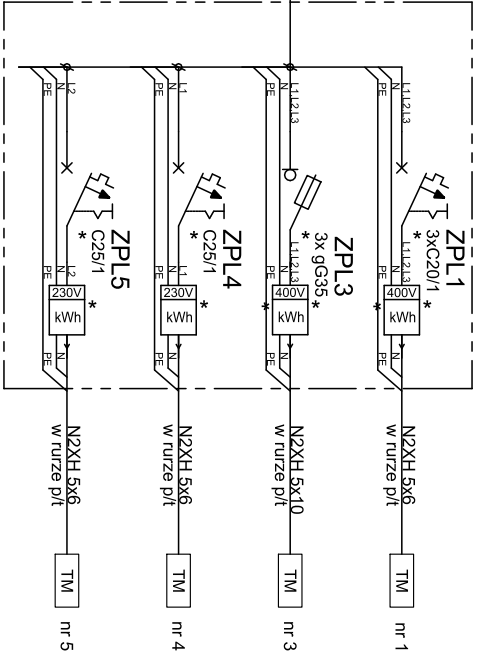 L2
N
PE
L1
N
PE
L1,L2,L3
N
PE
L1,L2,L3
N
PE
ZPL5
C25/1
*
ZPL4
C25/1
*
ZPL3
3x gG35
*
ZPL1
3xC20/1
*
L2
N
PE
L1
N
PE
L1,L2,L3
N
PE
L1,L2,L3
N
PE
230V
kWh
*
230V
kWh
*
400V
kWh
*
*
400V
kWh
*
*
N
PE
N
PE
N
PE
N
PE
N2XH 5x6
w rurze p/t
N2XH 5x6
w rurze p/t
N2XH 5x10
w rurze p/t
N2XH 5x6
w rurze p/t
TM
TM
TM
TM
nr 5
nr 4
nr 3
nr 1